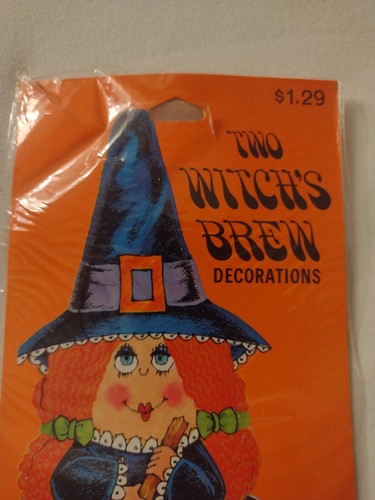 $1.29
TWO
WITCH'S
BREW
DECORATIONS